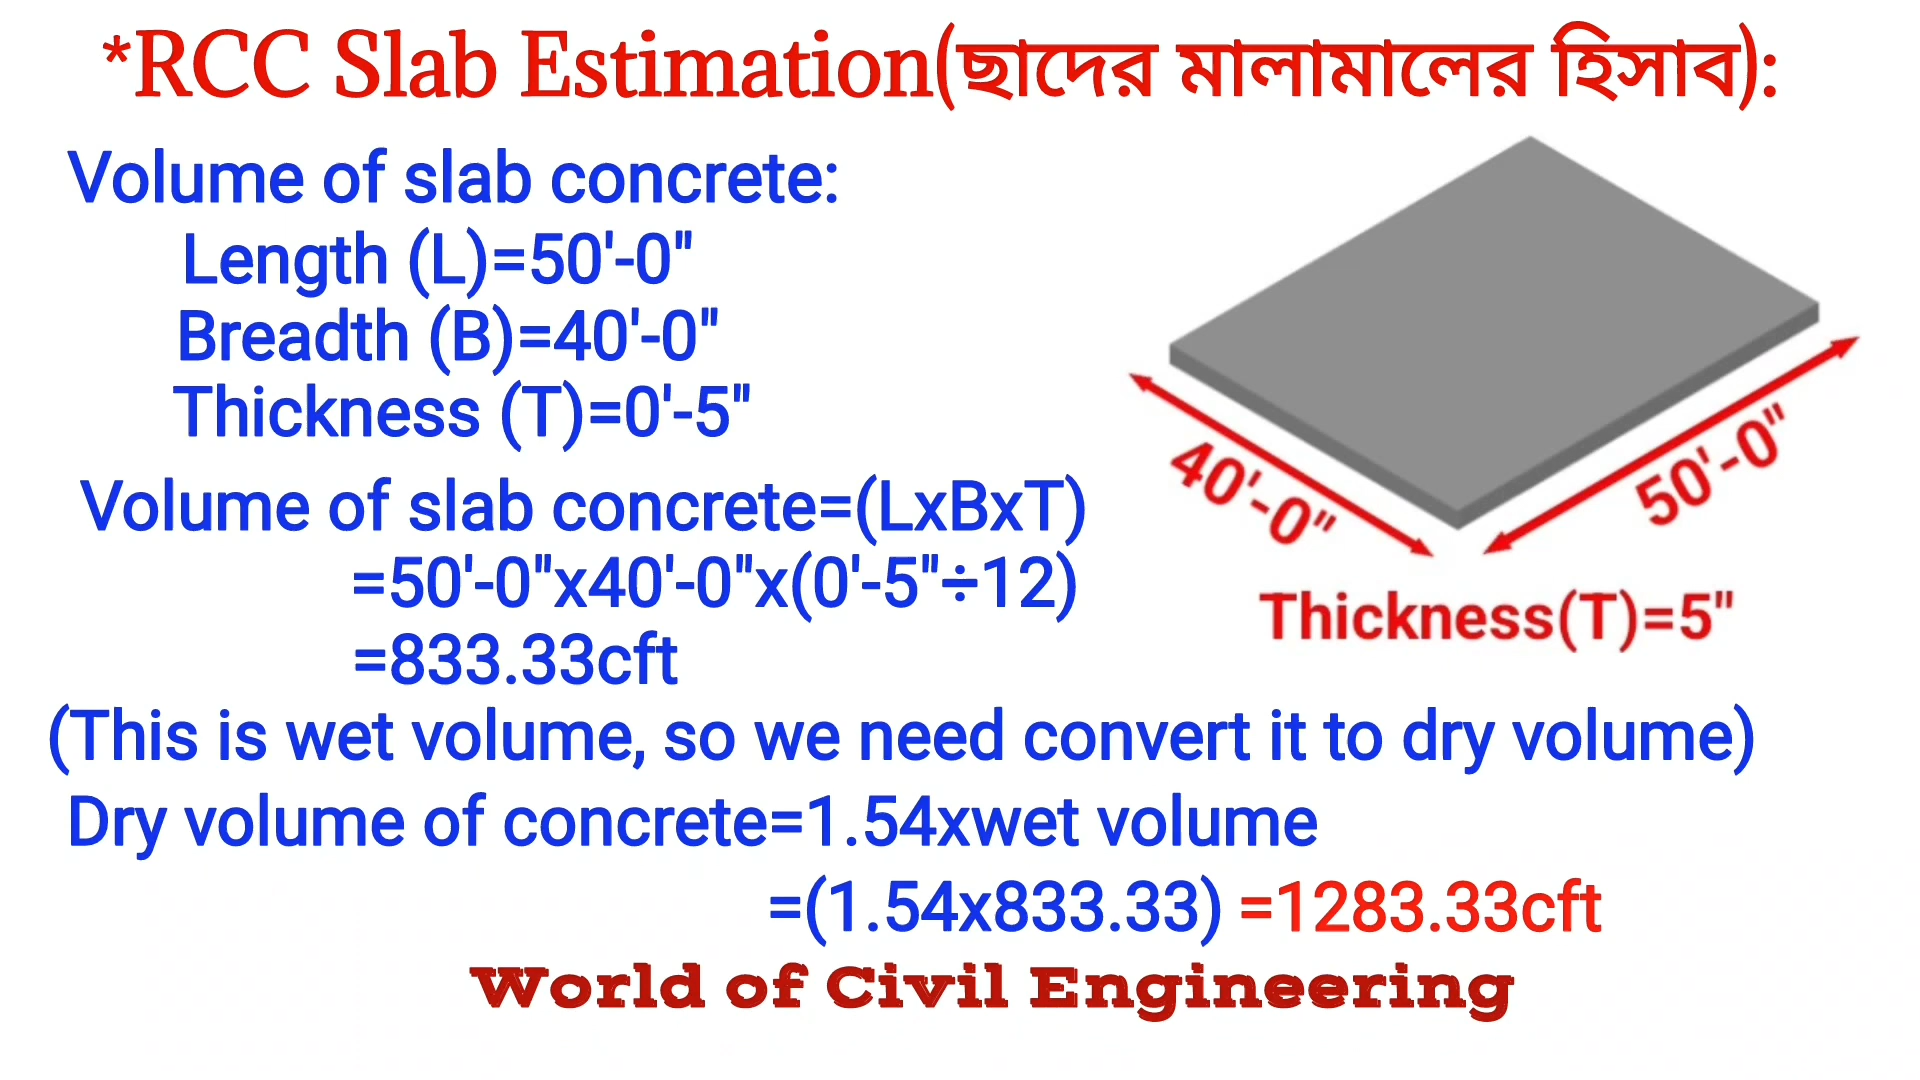 *RCC Slab Estimation(ছাদের মালামালের হিসাব):
Volume of slab concrete:
Length (L)=50'-0"
Breadth (B)=40'-0"
Thickness (T)=0'-5"
Volume of slab concrete=(LxBxT)
=50'-0"x40'-0"x(0'-5"÷12)
=833.33cft
40'-0"
50'-0"
Thickness(T)=5"
(This is wet volume, so we need convert it to dry volume)
Dry volume of concrete=1.54xwet volume
=(1.54x833.33) =1283.33cft
World of Civil Engineering